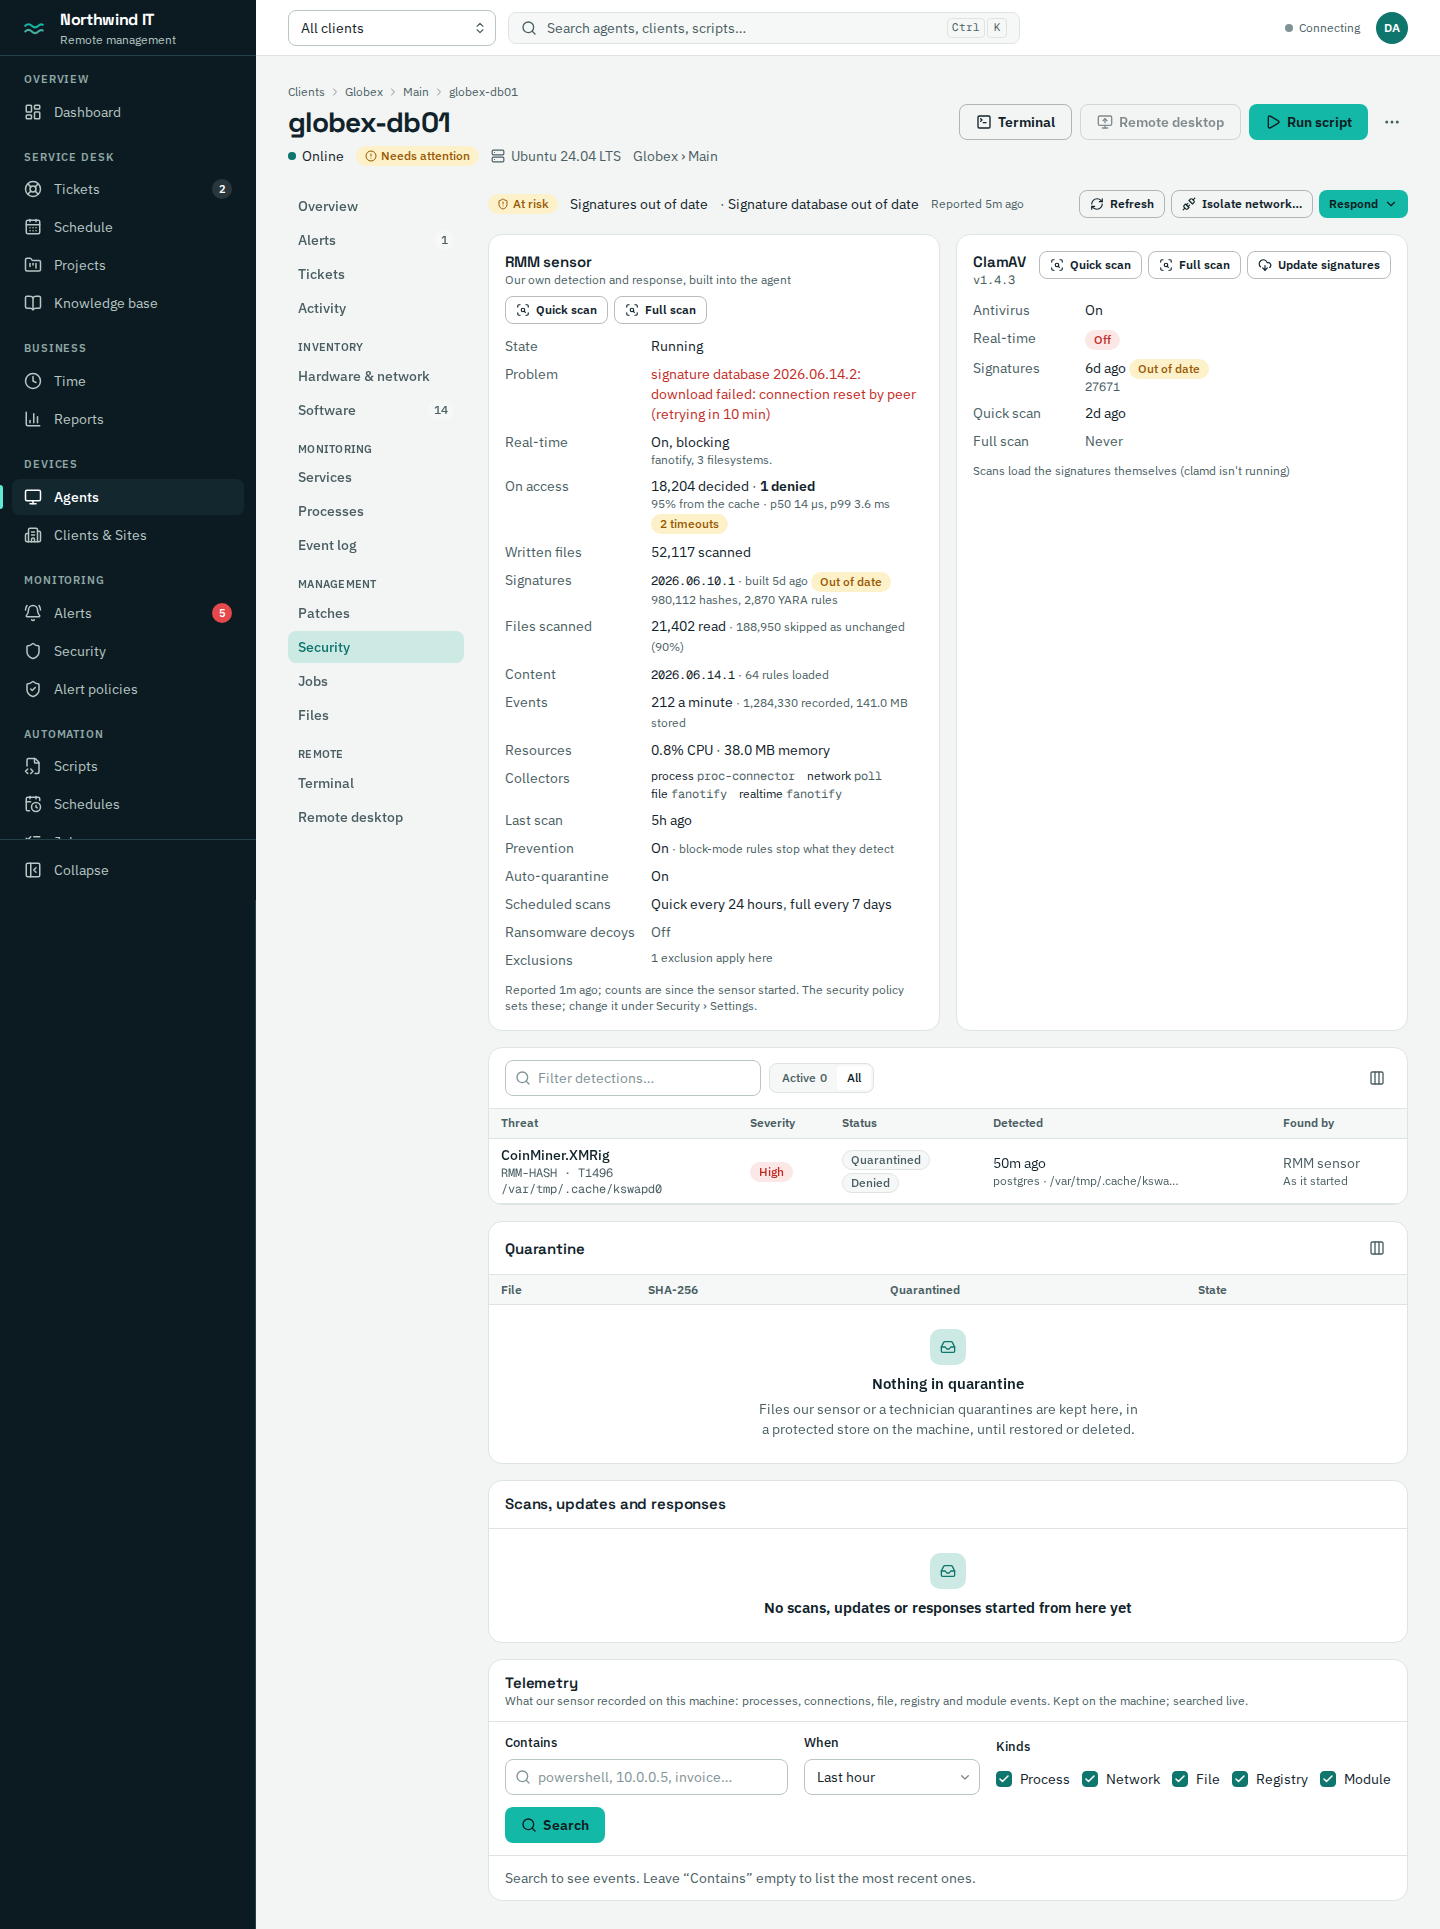 Northwind IT
Remote management
OVERVIEW
Dashboard
SERVICE DESK
Tickets 2
Schedule
Projects
Knowledge base
BUSINESS
Time
Reports
DEVICES
Agents
Clients & Sites
MONITORING
Alerts 5
Security
Alert policies
AUTOMATION
Scripts
Schedules
Collapse
All clients
Search agents, clients, scripts...
Ctrl K
Connecting
DA
Clients > Globex > Main > globex-db01
globex-db01
Terminal
Remote desktop
Run script
Online
Needs attention
Ubuntu 24.04 LTS
Globex › Main
Overview
Alerts 1
Tickets
Activity
INVENTORY
Hardware & network
Software 14
MONITORING
Services
Processes
Event log
MANAGEMENT
Patches
Security
Jobs
Files
REMOTE
Terminal
Remote desktop
At risk
Signatures out of date · Signature database out of date
Reported 5m ago
Refresh
Isolate network...
Respond
RMM sensor
Our own detection and response, built into the agent
Quick scan
Full scan
State Running
Problem signature database 2026.06.14.2:
download failed: connection reset by peer
(retrying in 10 min)
Real-time On, blocking
fanotify, 3 filesystems.
On access 18,204 decided · 1 denied
95% from the cache · p50 14 µs, p99 3.6 ms
2 timeouts
Written files 52,117 scanned
Signatures 2026.06.10.1 · built 5d ago Out of date
980,112 hashes, 2,870 YARA rules
Files scanned 21,402 read · 188,950 skipped as unchanged
(90%)
Content 2026.06.14.1 · 64 rules loaded
Events 212 a minute · 1,284,330 recorded, 141.0 MB
stored
Resources 0.8% CPU · 38.0 MB memory
Collectors process proc-connector network poll
file fanotify realtime fanotify
Last scan 5h ago
Prevention On · block-mode rules stop what they detect
Auto-quarantine On
Scheduled scans Quick every 24 hours, full every 7 days
Ransomware decoys Off
Exclusions 1 exclusion apply here
Reported 1m ago; counts are since the sensor started. The security policy
sets these; change it under Security › Settings.
ClamAV
v1.4.3
Quick scan
Full scan
Update signatures
Antivirus On
Real-time Off
Signatures 6d ago Out of date
27671
Quick scan 2d ago
Full scan Never
Scans load the signatures themselves (clamd isn't running)
Filter detections...
Active 0 All
Threat Severity Status Detected Found by
CoinMiner.XMRig
RMM-HASH · T1496
/var/tmp/.cache/kswapd0
High
Quarantined
Denied
50m ago
postgres · /var/tmp/.cache/kswa...
RMM sensor
As it started
Quarantine
File SHA-256 Quarantined State
Nothing in quarantine
Files our sensor or a technician quarantines are kept here, in
a protected store on the machine, until restored or deleted.
Scans, updates and responses
No scans, updates or responses started from here yet
Telemetry
What our sensor recorded on this machine: processes, connections, file, registry and module events. Kept on the machine; searched live.
Contains When Kinds
powershell, 10.0.0.5, invoice...
Last hour
Process Network File Registry Module
Search
Search to see events. Leave “Contains” empty to list the most recent ones.